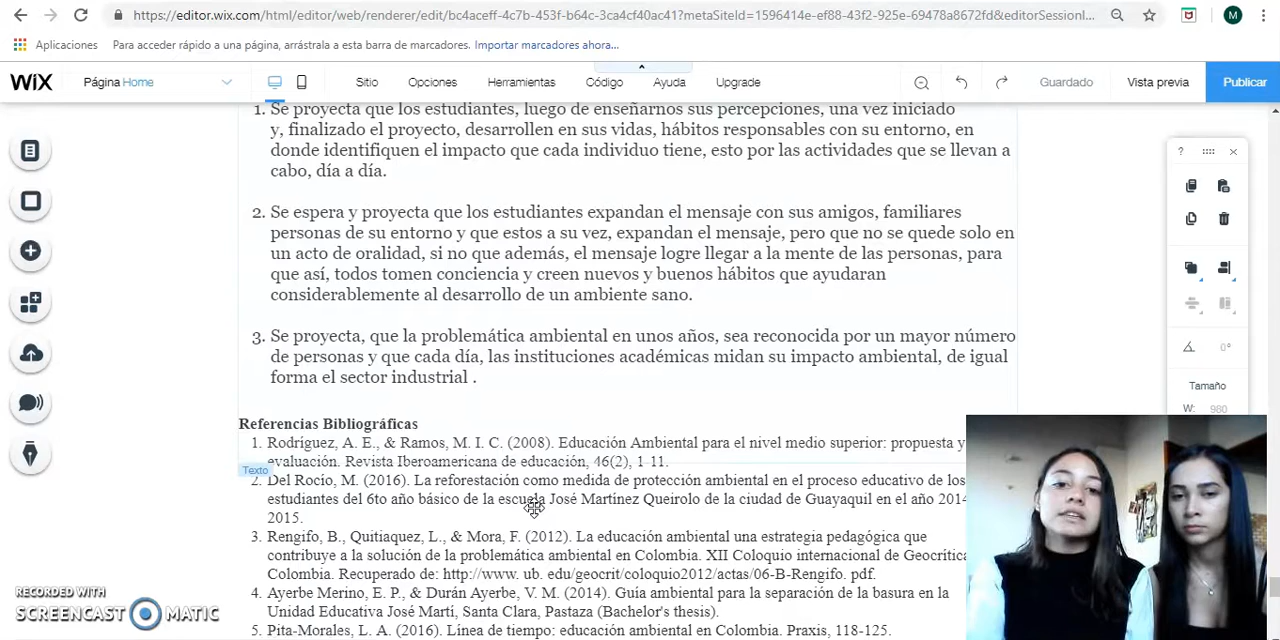 https://editor.wix.com/html/editor/web/renderer/edit/bc4aceff-4c7b-453f-b64c-3ca4cf40ac41?metaSiteId=1596414e-ef88-43f2-925e-69478a8672fd&editorSessionI...
M
Aplicaciones Para acceder rápido a una página, arrástrala a esta barra de marcadores. Importar marcadores ahora...
WIX Página Home Sitio Opciones Herramientas Código Ayuda Upgrade Guardado Vista previa Publicar
1. Se proyecta que los estudiantes, luego de enseñarnos sus percepciones, una vez iniciado
y, finalizado el proyecto, desarrollen en sus vidas, hábitos responsables con su entorno, en
donde identifiquen el impacto que cada individuo tiene, esto por las actividades que se llevan a
cabo, día a día.
2. Se espera y proyecta que los estudiantes expandan el mensaje con sus amigos, familiares
personas de su entorno y que estos a su vez, expandan el mensaje, pero que no se quede solo en
un acto de oralidad, si no que además, el mensaje logre llegar a la mente de las personas, para
que así, todos tomen conciencia y creen nuevos y buenos hábitos que ayudaran
considerablemente al desarrollo de un ambiente sano.
3. Se proyecta, que la problemática ambiental en unos años, sea reconocida por un mayor número
de personas y que cada día, las instituciones académicas midan su impacto ambiental, de igual
forma el sector industrial .
Referencias Bibliográficas
1. Rodríguez, A. E., & Ramos, M. I. C. (2008). Educación Ambiental para el nivel medio superior: propuesta y
evaluación. Revista Iberoamericana de educación, 46(2), 1-11.
Texto
2. Del Rocío, M. (2016). La reforestación como medida de protección ambiental en el proceso educativo de los
estudiantes del 6to año básico de la escuela José Martínez Queirolo de la ciudad de Guayaquil en el año 2014
2015.
3. Rengifo, B., Quitiaquez, L., & Mora, F. (2012). La educación ambiental una estrategia pedagógica que
contribuye a la solución de la problemática ambiental en Colombia. XII Coloquio internacional de Geocrítica
Colombia. Recuperado de: http://www. ub. edu/geocrit/coloquio2012/actas/06-B-Rengifo. pdf.
4. Ayerbe Merino, E. P., & Durán Ayerbe, V. M. (2014). Guía ambiental para la separación de la basura en la
Unidad Educativa José Martí, Santa Clara, Pastaza (Bachelor's thesis).
5. Pita-Morales, L. A. (2016). Línea de tiempo: educación ambiental en Colombia. Praxis, 118-125.
?
0°
Tamaño
W: 980
RECORDED WITH
SCREENCAST MATIC